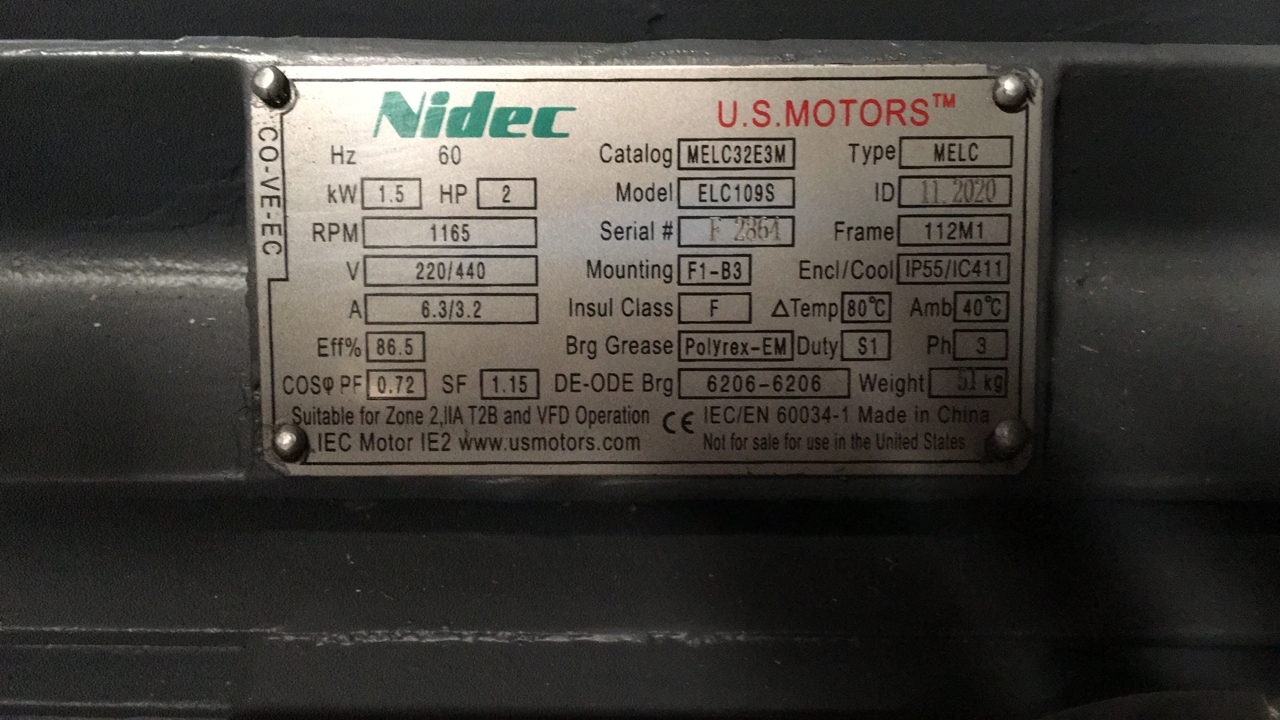 Nidec U.S.MOTORS™
CO-VE-EC
Hz 60 Catalog MELC32E3M Type MELC
kW 1.5 HP 2 Model ELC109S ID 11.2020
RPM 1165 Serial # F 2864 Frame 112M1
V 220/440 Mounting F1-B3 Encl/Cool IP55/IC411
A 6.3/3.2 Insul Class F ΔTemp 80℃ Amb 40℃
Eff% 86.5 Brg Grease Polyrex-EM Duty S1 Ph 3
COSφ PF 0.72 SF 1.15 DE-ODE Brg 6206-6206 Weight 51 kg
Suitable for Zone 2,IIA T2B and VFD Operation CE IEC/EN 60034-1 Made in China
IEC Motor IE2 www.usmotors.com Not for sale for use in the United States